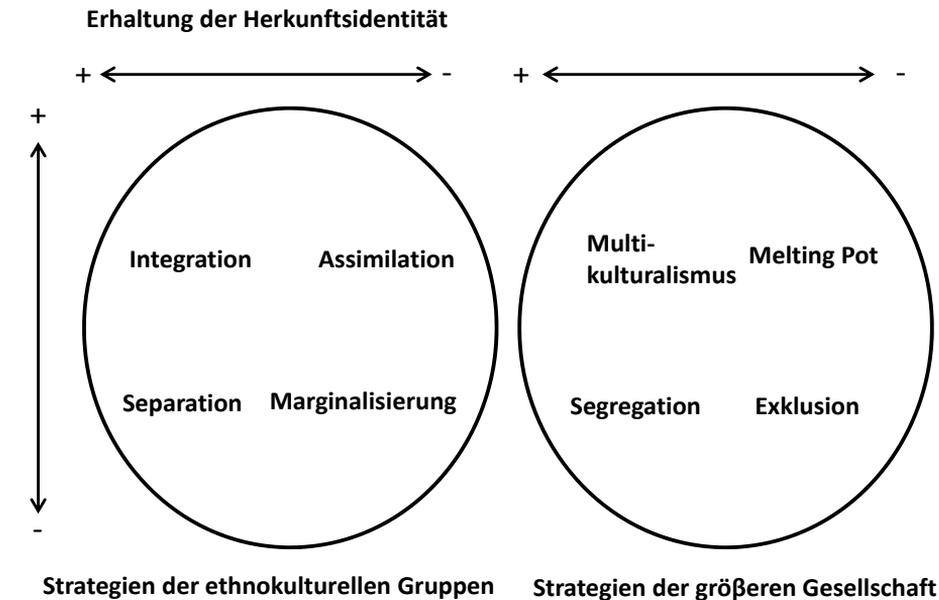 Erhaltung der Herkunftsidentität
+ - + -
+
Multi-
Integration Assimilation Melting Pot
kulturalismus
Separation Marginalisierung Segregation Exklusion
-
Strategien der ethnokulturellen Gruppen Strategien der größeren Gesellschaft